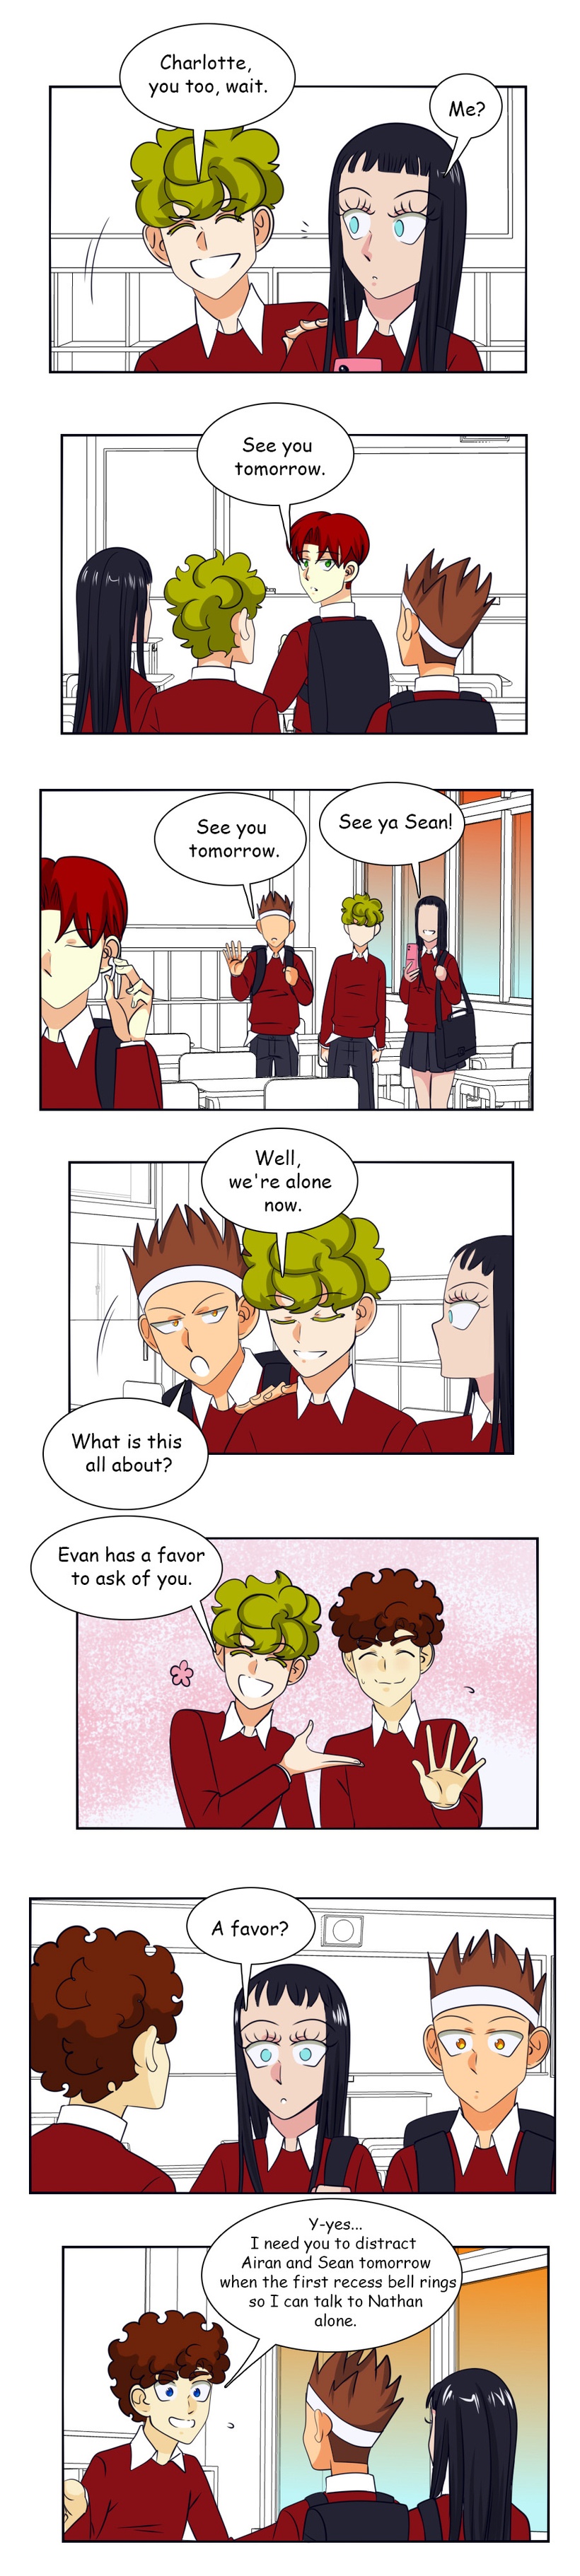 Charlotte,
you too, wait.
Me?
See you
tomorrow.
See you
tomorrow.
See ya Sean!
Well,
we're alone
now.
What is this
all about?
Evan has a favor
to ask of you.
A favor?
Y-yes...
I need you to distract
Airan and Sean tomorrow
when the first recess bell rings
so I can talk to Nathan
alone.